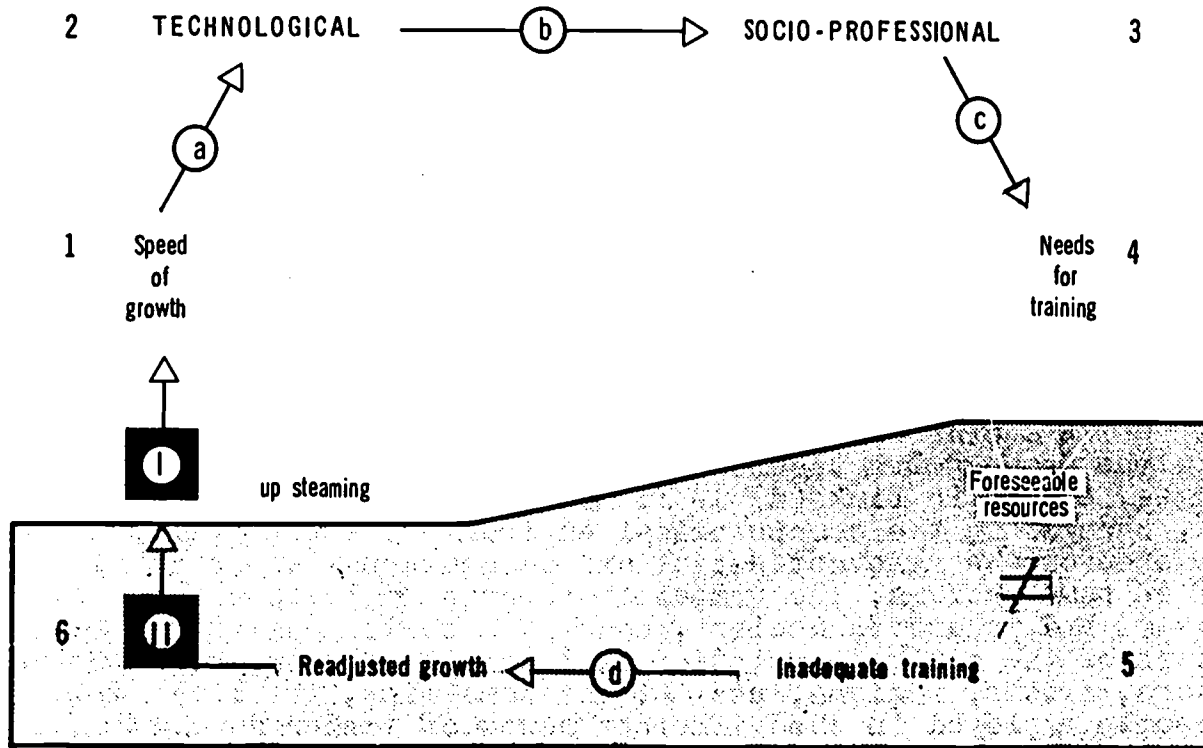 2 TECHNOLOGICAL b SOCIO-PROFESSIONAL 3
a c
1 Speed of growth Needs for training 4
I
up steaming
Foreseeable
resources
≠
6 II Readjusted growth d Inadequate training 5